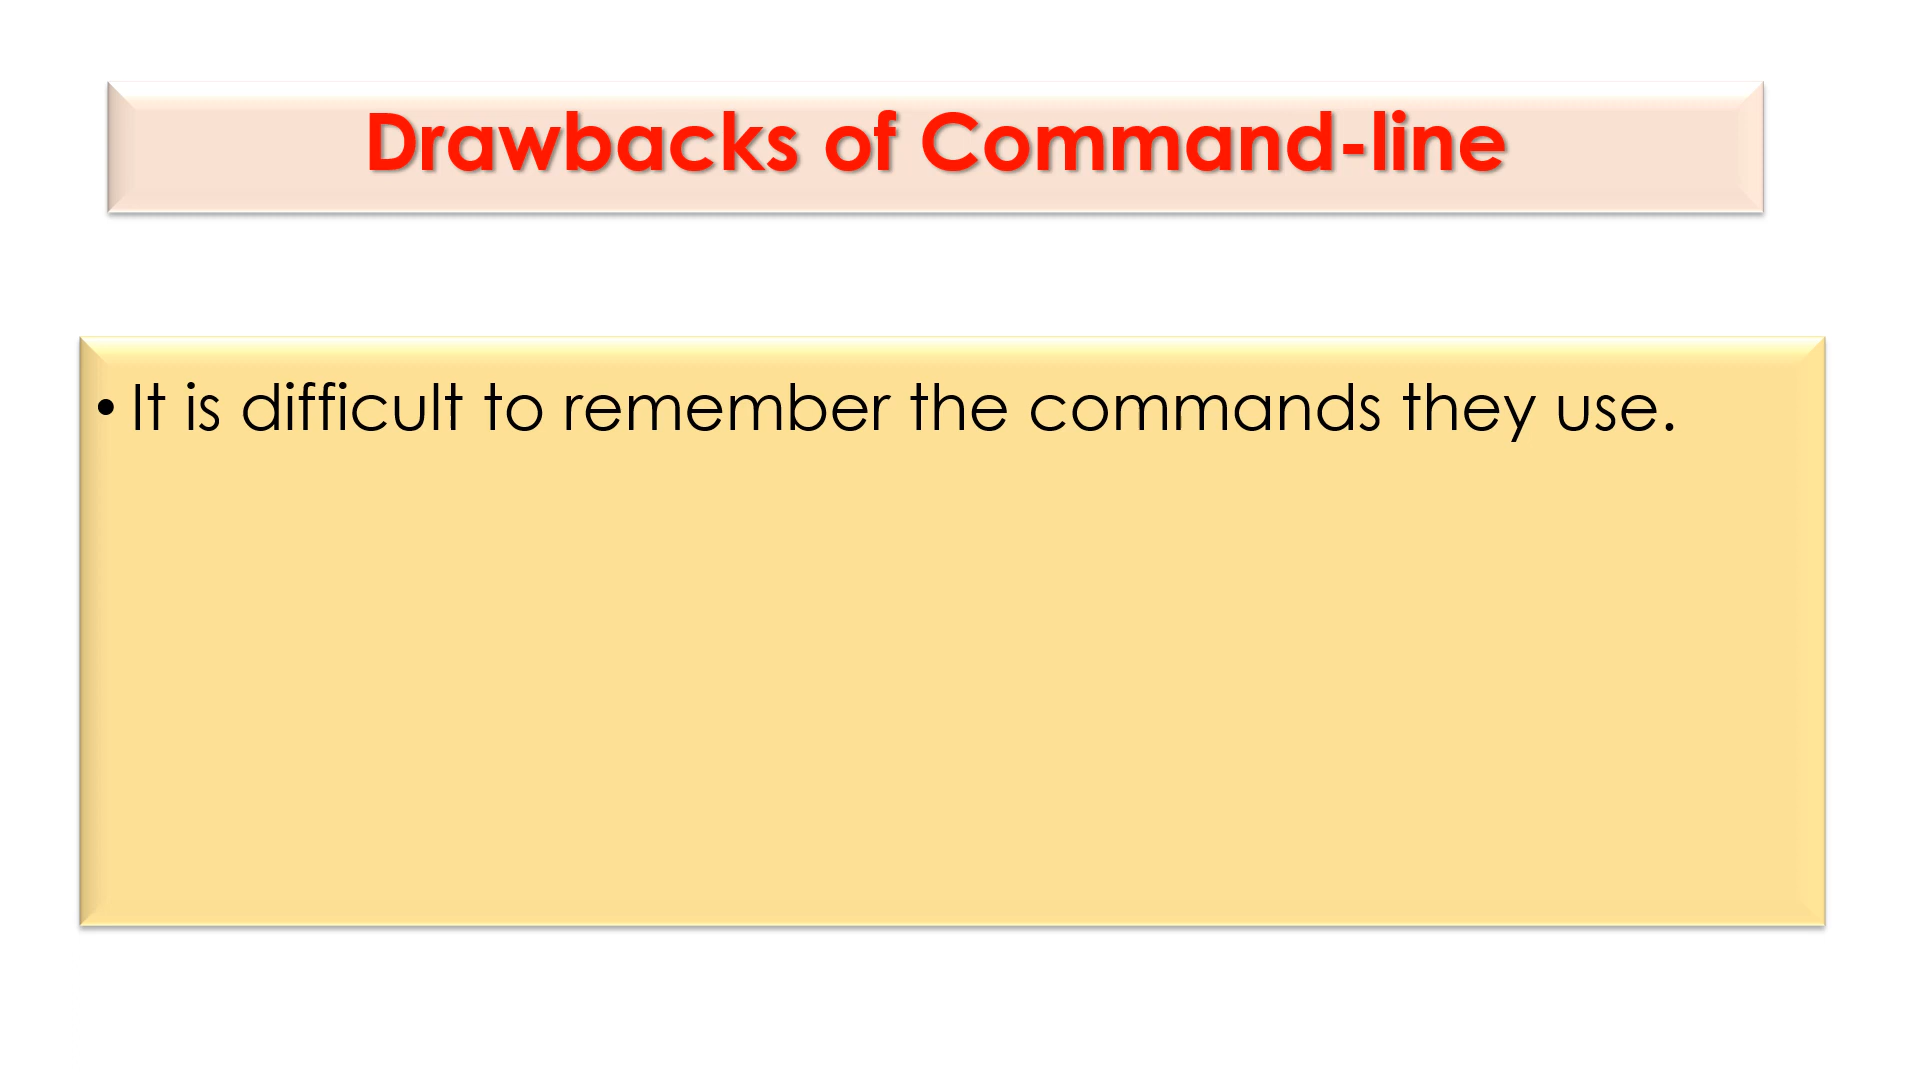 Drawbacks of Command-line
• It is difficult to remember the commands they use.